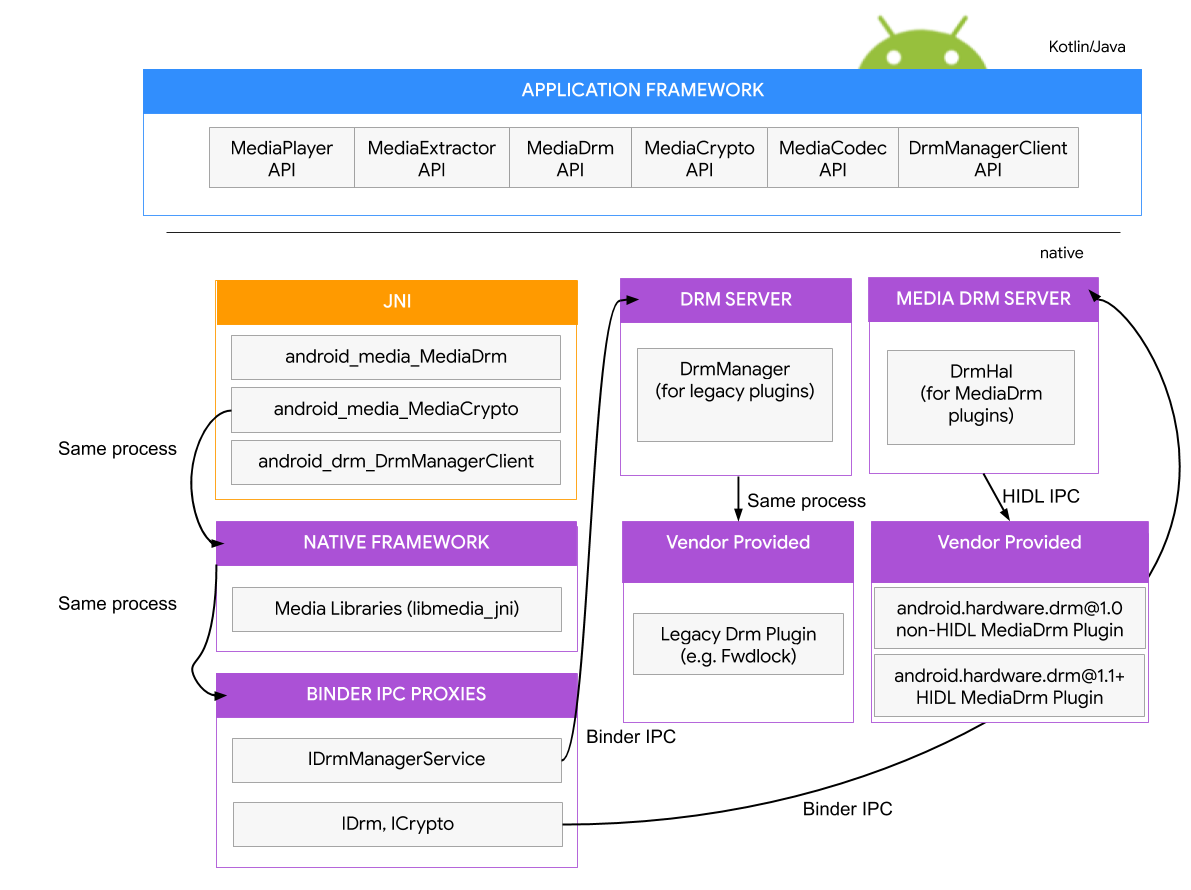 Kotlin/Java
APPLICATION FRAMEWORK
MediaPlayer
API
MediaExtractor
API
MediaDrm
API
MediaCrypto
API
MediaCodec
API
DrmManagerClient
API
native
JNI
android_media_MediaDrm
android_media_MediaCrypto
android_drm_DrmManagerClient
Same process
NATIVE FRAMEWORK
Media Libraries (libmedia_jni)
Same process
BINDER IPC PROXIES
IDrmManagerService
IDrm, ICrypto
DRM SERVER
DrmManager
(for legacy plugins)
Same process
Vendor Provided
Legacy Drm Plugin
(e.g. Fwdlock)
Binder IPC
MEDIA DRM SERVER
DrmHal
(for MediaDrm
plugins)
HIDL IPC
Vendor Provided
android.hardware.drm@1.0
non-HIDL MediaDrm Plugin
android.hardware.drm@1.1+
HIDL MediaDrm Plugin
Binder IPC